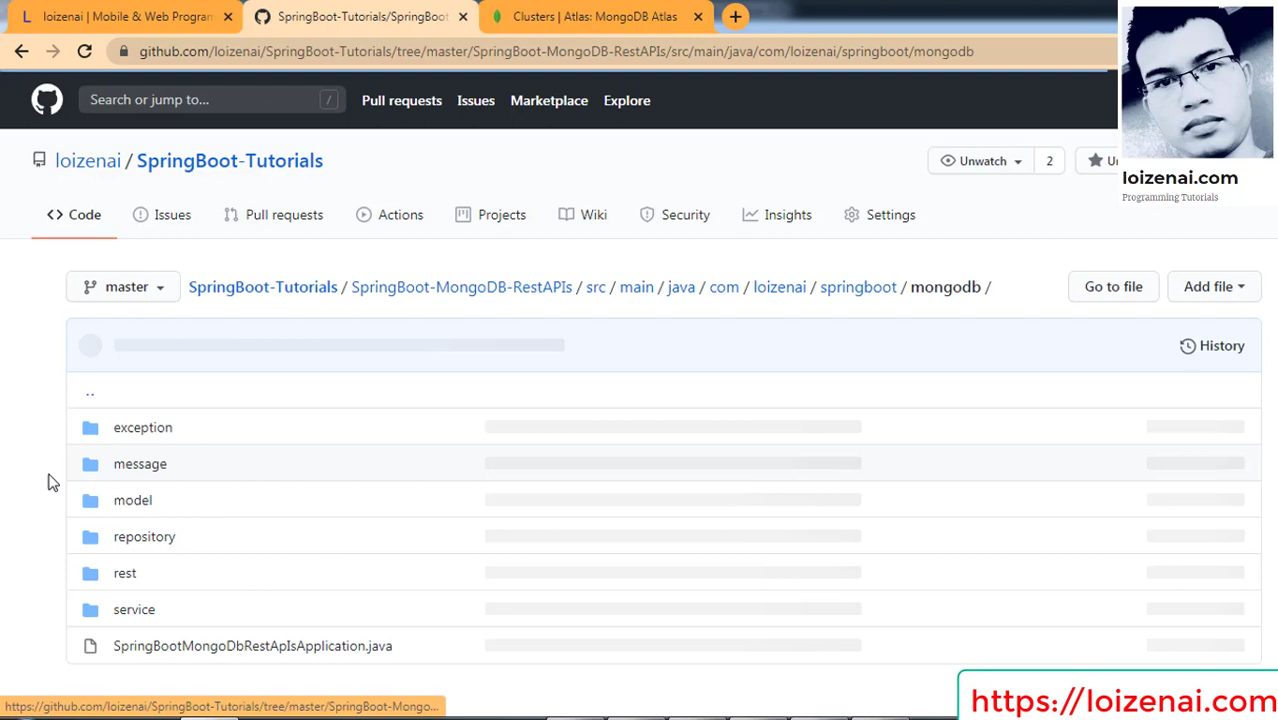 loizenai | Mobile & Web Program
SpringBoot-Tutorials/SpringBoot
Clusters | Atlas: MongoDB Atlas
github.com/loizenai/SpringBoot-Tutorials/tree/master/SpringBoot-MongoDB-RestAPIs/src/main/java/com/loizenai/springboot/mongodb
Search or jump to... /
Pull requests Issues Marketplace Explore
loizenai.com
Programming Tutorials
loizenai / SpringBoot-Tutorials
Unwatch 2
Un
Code Issues Pull requests Actions Projects Wiki Security Insights Settings
master SpringBoot-Tutorials / SpringBoot-MongoDB-RestAPIs / src / main / java / com / loizenai / springboot / mongodb / Go to file Add file
History
..
exception
message
model
repository
rest
service
SpringBootMongoDbRestApIsApplication.java
https://github.com/loizenai/SpringBoot-Tutorials/tree/master/SpringBoot-Mongo...
https://loizenai.com